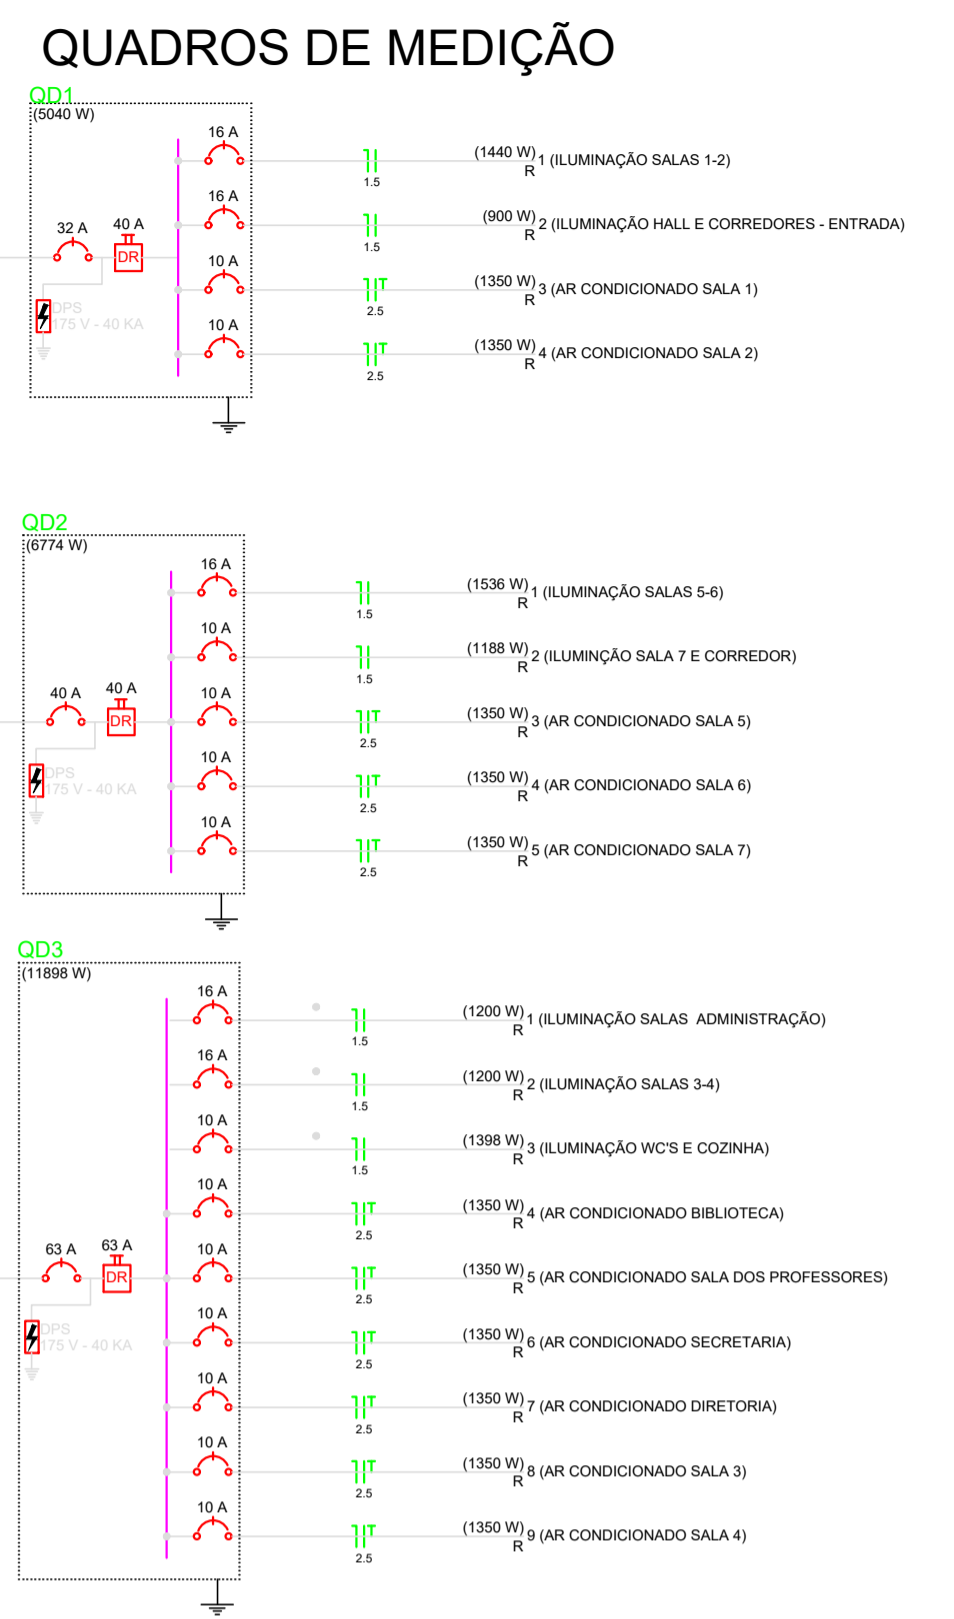 QUADROS DE MEDIÇÃO
QD1
(5040 W)
16 A
(1440 W)
R
1 (ILUMINAÇÃO SALAS 1-2)
1.5
16 A
(900 W)
R
2 (ILUMINAÇÃO HALL E CORREDORES - ENTRADA)
1.5
32 A
40 A
DR
10 A
(1350 W)
R
3 (AR CONDICIONADO SALA 1)
2.5
DPS
175 V - 40 KA
10 A
(1350 W)
R
4 (AR CONDICIONADO SALA 2)
2.5
QD2
(6774 W)
16 A
(1536 W)
R
1 (ILUMINAÇÃO SALAS 5-6)
1.5
10 A
(1188 W)
R
2 (ILUMINÇÃO SALA 7 E CORREDOR)
1.5
40 A
40 A
DR
10 A
(1350 W)
R
3 (AR CONDICIONADO SALA 5)
2.5
DPS
175 V - 40 KA
10 A
(1350 W)
R
4 (AR CONDICIONADO SALA 6)
2.5
10 A
(1350 W)
R
5 (AR CONDICIONADO SALA 7)
2.5
QD3
(11898 W)
16 A
(1200 W)
R
1 (ILUMINAÇÃO SALAS  ADMINISTRAÇÃO)
1.5
16 A
(1200 W)
R
2 (ILUMINAÇÃO SALAS 3-4)
1.5
10 A
(1398 W)
R
3 (ILUMINAÇÃO WC'S E COZINHA)
1.5
10 A
(1350 W)
R
4 (AR CONDICIONADO BIBLIOTECA)
2.5
63 A
63 A
DR
10 A
(1350 W)
R
5 (AR CONDICIONADO SALA DOS PROFESSORES)
2.5
DPS
175 V - 40 KA
10 A
(1350 W)
R
6 (AR CONDICIONADO SECRETARIA)
2.5
10 A
(1350 W)
R
7 (AR CONDICIONADO DIRETORIA)
2.5
10 A
(1350 W)
R
8 (AR CONDICIONADO SALA 3)
2.5
10 A
(1350 W)
R
9 (AR CONDICIONADO SALA 4)
2.5